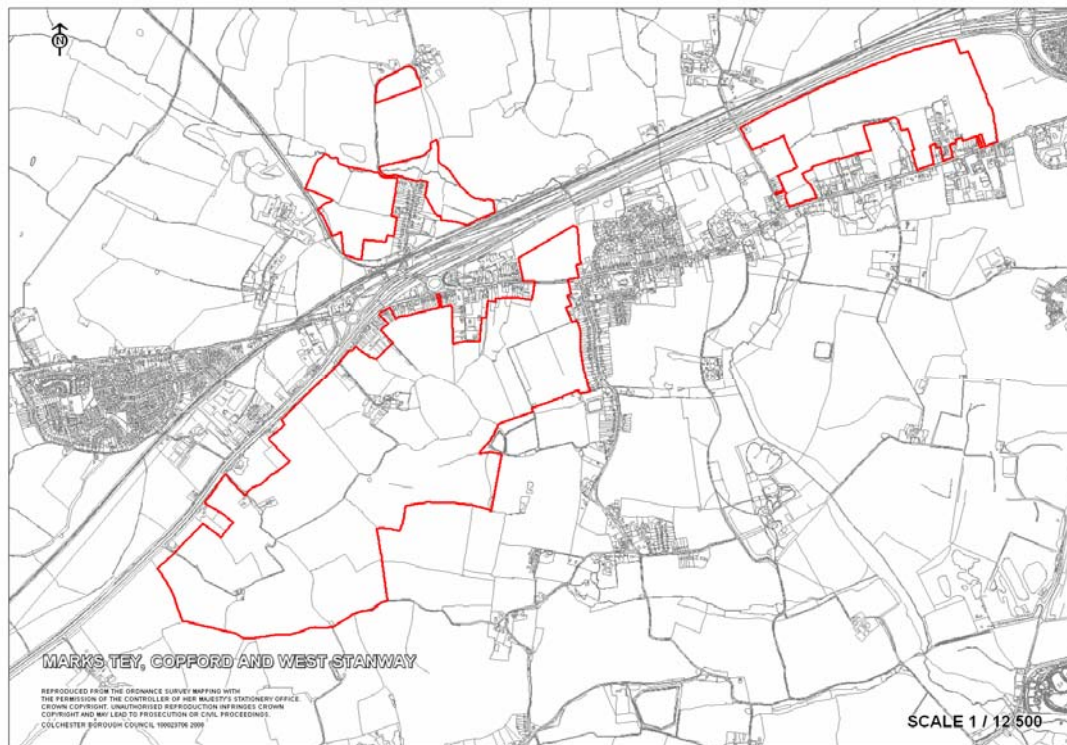 N
MARKS TEY, COPFORD AND WEST STANWAY
REPRODUCED FROM THE ORDNANCE SURVEY MAPPING WITH
THE PERMISSION OF THE CONTROLLER OF HER MAJESTY'S STATIONERY OFFICE.
CROWN COPYRIGHT. UNAUTHORISED REPRODUCTION INFRINGES CROWN
COPYRIGHT AND MAY LEAD TO PROSECUTION OR CIVIL PROCEEDINGS.
COLCHESTER BOROUGH COUNCIL 100023706 2008
SCALE 1 / 12 500